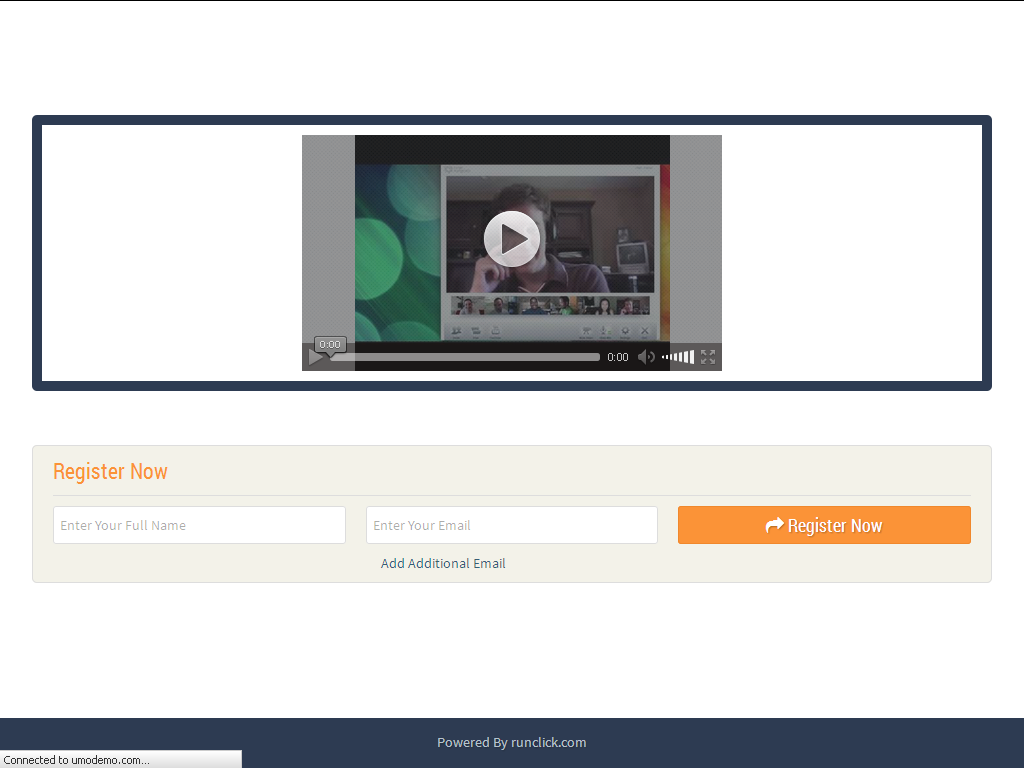 0:00
0:00
Register Now
Enter Your Full Name
Enter Your Email
Register Now
Add Additional Email
Powered By runclick.com
Connected to umodemo.com...